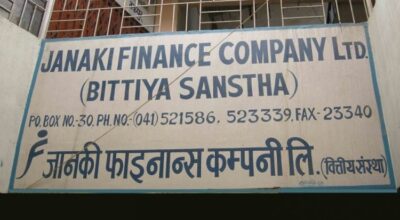 JANAKI FINANCE COMPANY LTD.
(BITTIYA SANSTHA)
P.O. BOX NO.-30. PH. NO.-(041) 521586, 523339, FAX-23340
जानकी फाइनान्स कम्पनी लि. (वित्तीय संस्था)